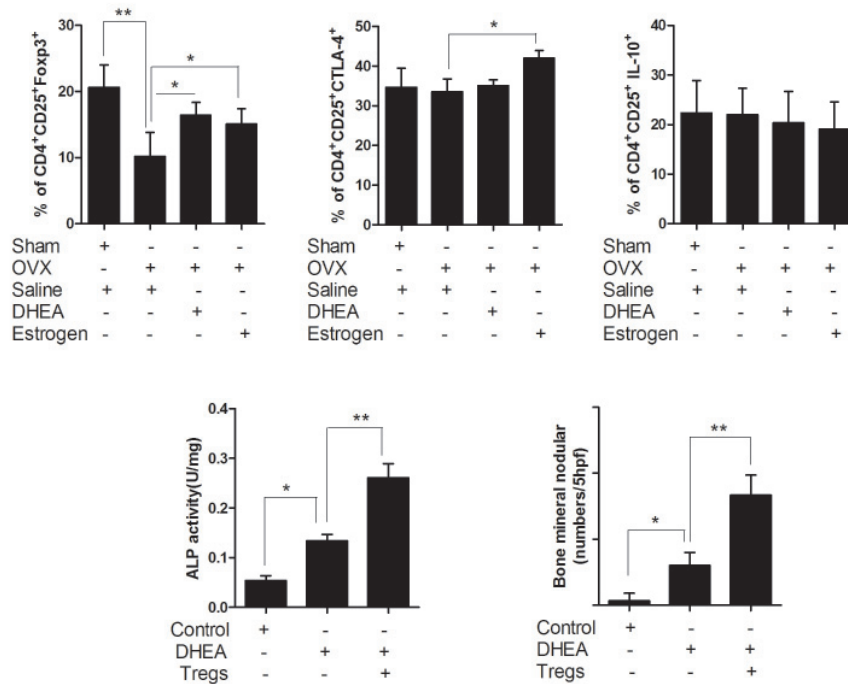 % of CD4⁺CD25⁺Foxp3⁺
30
20
10
0
**
*
*
Sham + - - -
OVX - + + +
Saline + + - -
DHEA - - + -
Estrogen - - - +
% of CD4⁺CD25⁺CTLA-4⁺
50
40
30
20
10
0
*
Sham + - - -
OVX - + + +
Saline + + - -
DHEA - - + -
Estrogen - - - +
% of CD4⁺CD25⁺ IL-10⁺
40
30
20
10
0
Sham + - - -
OVX - + + +
Saline + + - -
DHEA - - + -
Estrogen - - - +
ALP activity(U/mg)
0.4
0.3
0.2
0.1
0.0
*
**
Control + - -
DHEA - + +
Tregs - - +
Bone mineral nodular
(numbers/5hpf)
*
**
Control + - -
DHEA - + +
Tregs - - +